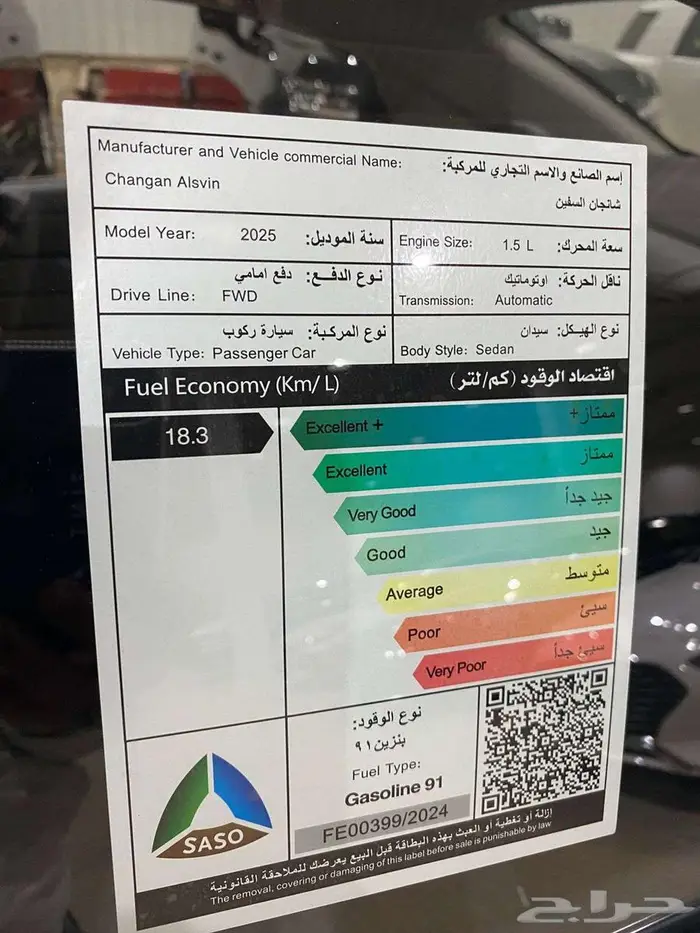 Manufacturer and Vehicle commercial Name:
إسم الصانع والاسم التجاري للمركبة:
Changan Alsvin
شانجان السفين
Model Year: 2025 سنة الموديل:
Engine Size: 1.5 L سعة المحرك:
نوع الدفع: دفع امامي
Drive Line: FWD
ناقل الحركة: اوتوماتيك
Transmission: Automatic
نوع المركبة: سيارة ركوب
Vehicle Type: Passenger Car
نوع الهيكل: سيدان
Body Style: Sedan
Fuel Economy (Km/ L) اقتصاد الوقود (كم/لتر)
18.3
Excellent + ممتاز+
Excellent ممتاز
Very Good جيد جداً
Good جيد
Average متوسط
Poor سيئ
Very Poor سيئ جداً
نوع الوقود:
بنزين ٩١
Fuel Type:
Gasoline 91
FE00399/2024
SASO
إزالة أو تغطية أو العبث بهذه البطاقة قبل البيع يعرضك للملاحقة القانونية
The removal, covering or damaging of this label before sale is punishable by law
حراج